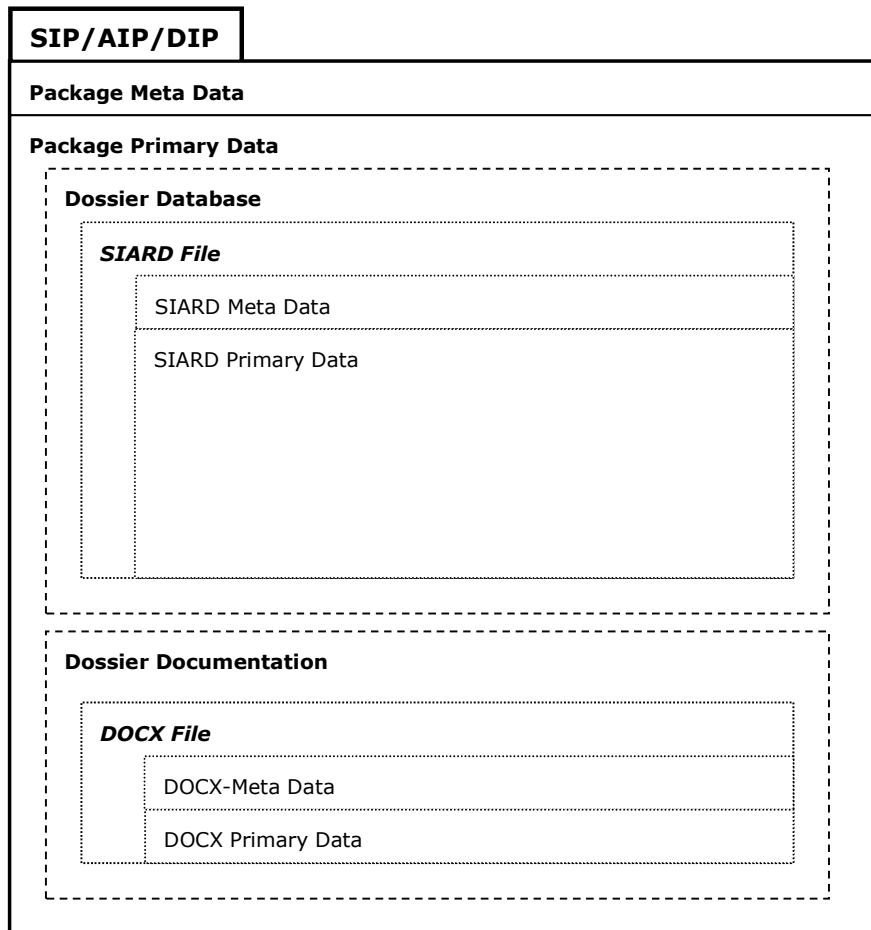 SIP/AIP/DIP
Package Meta Data
Package Primary Data
Dossier Database
SIARD File
SIARD Meta Data
SIARD Primary Data
Dossier Documentation
DOCX File
DOCX-Meta Data
DOCX Primary Data